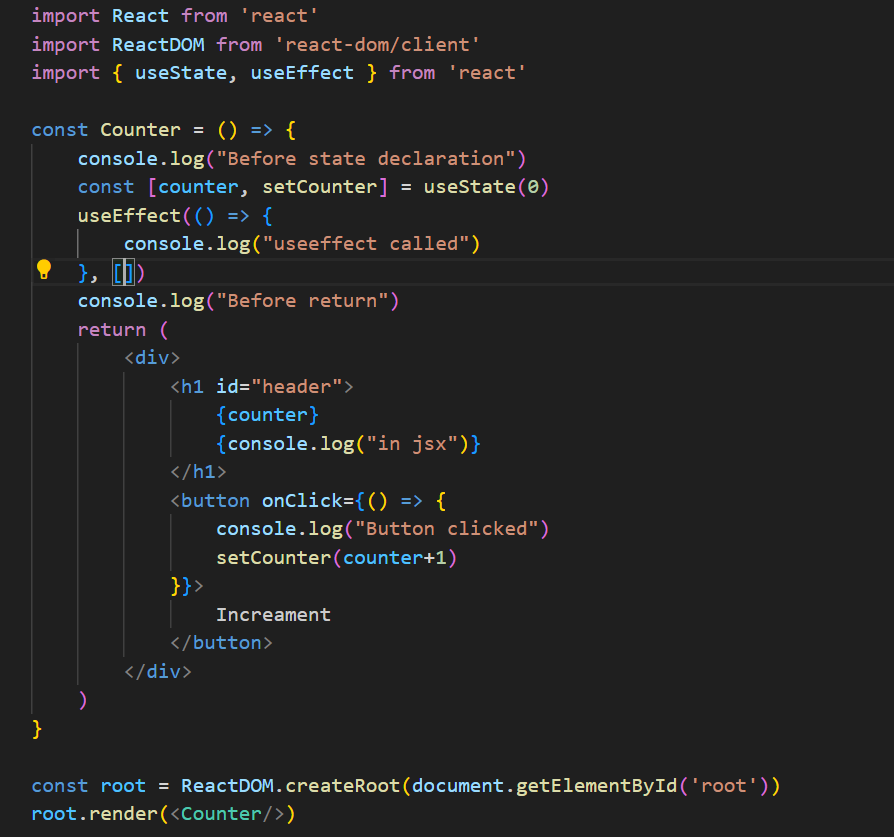 import React from 'react'
import ReactDOM from 'react-dom/client'
import { useState, useEffect } from 'react'
const Counter = () => {
console.log("Before state declaration")
const [counter, setCounter] = useState(0)
useEffect(() => {
console.log("useeffect called")
}, [])
console.log("Before return")
return (
<div>
<h1 id="header">
{counter}
{console.log("in jsx")}
</h1>
<button onClick={() => {
console.log("Button clicked")
setCounter(counter+1)
}}>
Increament
</button>
</div>
)
}
const root = ReactDOM.createRoot(document.getElementById('root'))
root.render(<Counter/>)